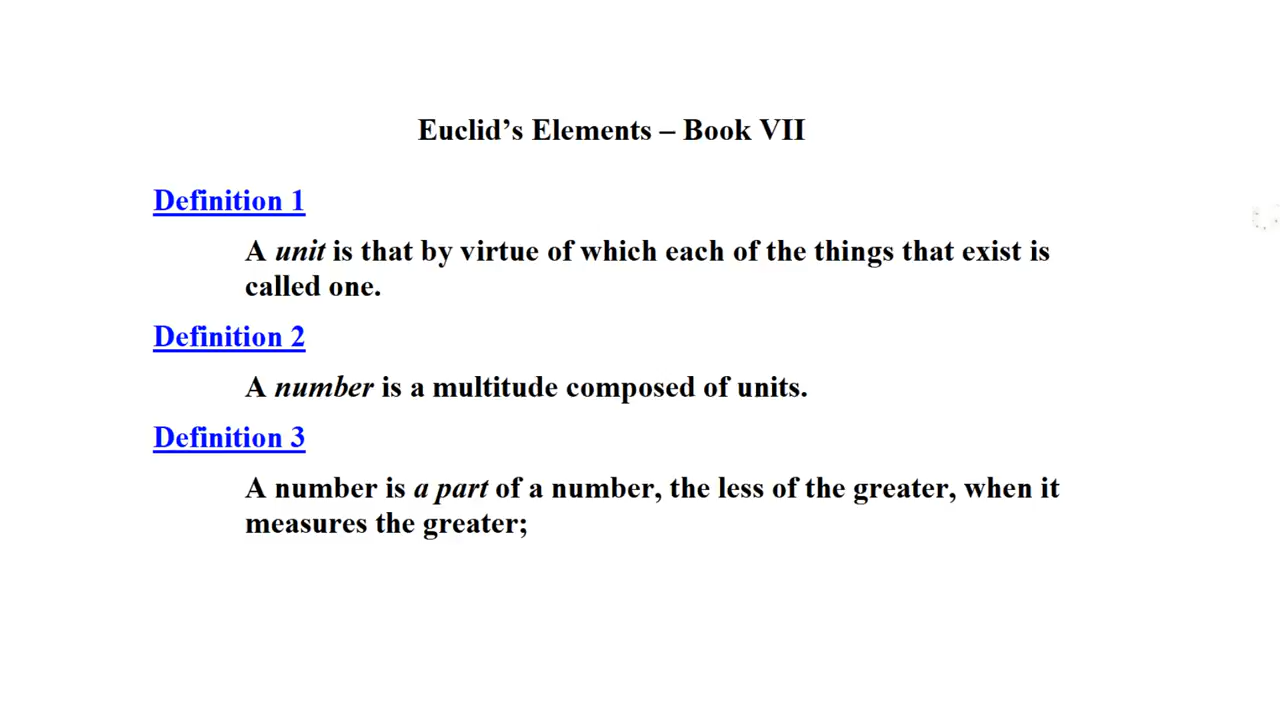 Euclid’s Elements – Book VII
Definition 1
A unit is that by virtue of which each of the things that exist is
called one.
Definition 2
A number is a multitude composed of units.
Definition 3
A number is a part of a number, the less of the greater, when it
measures the greater;